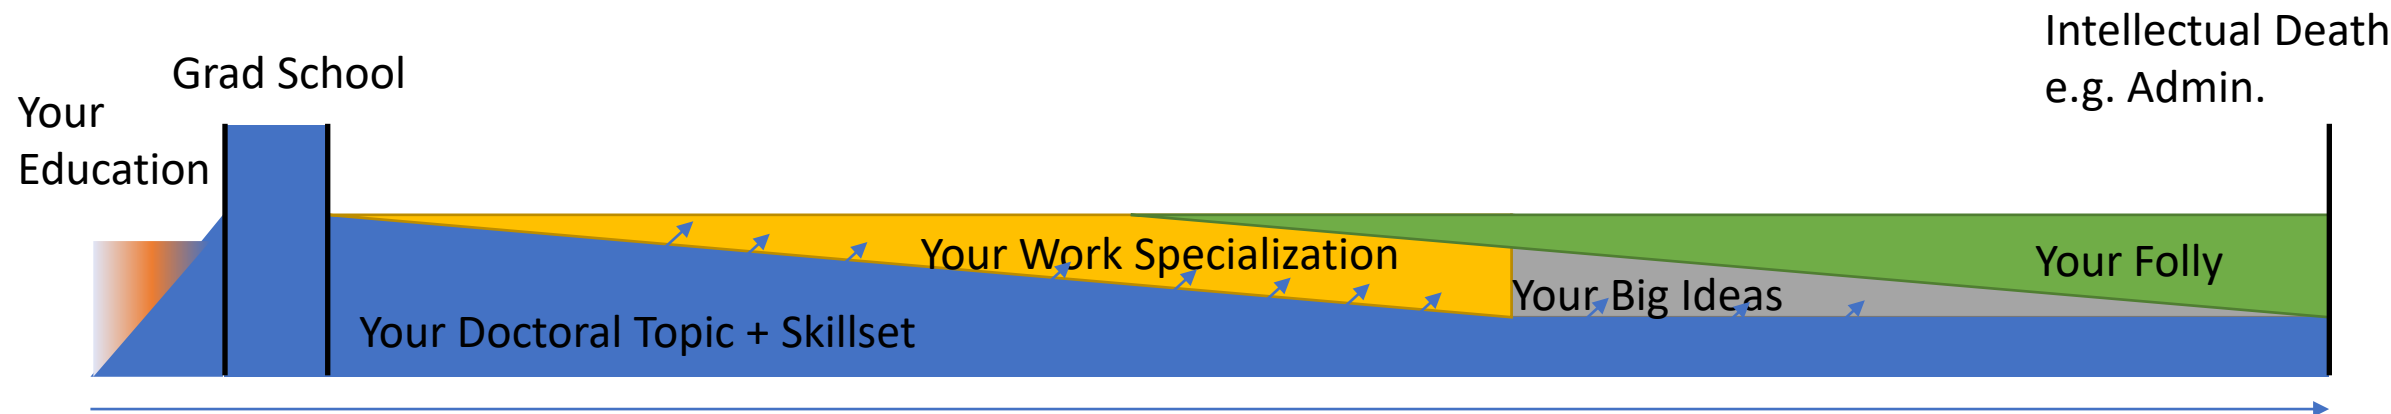 Your
Education
Grad School
Intellectual Death
e.g. Admin.
Your Work Specialization
Your Folly
Your Big Ideas
Your Doctoral Topic + Skillset